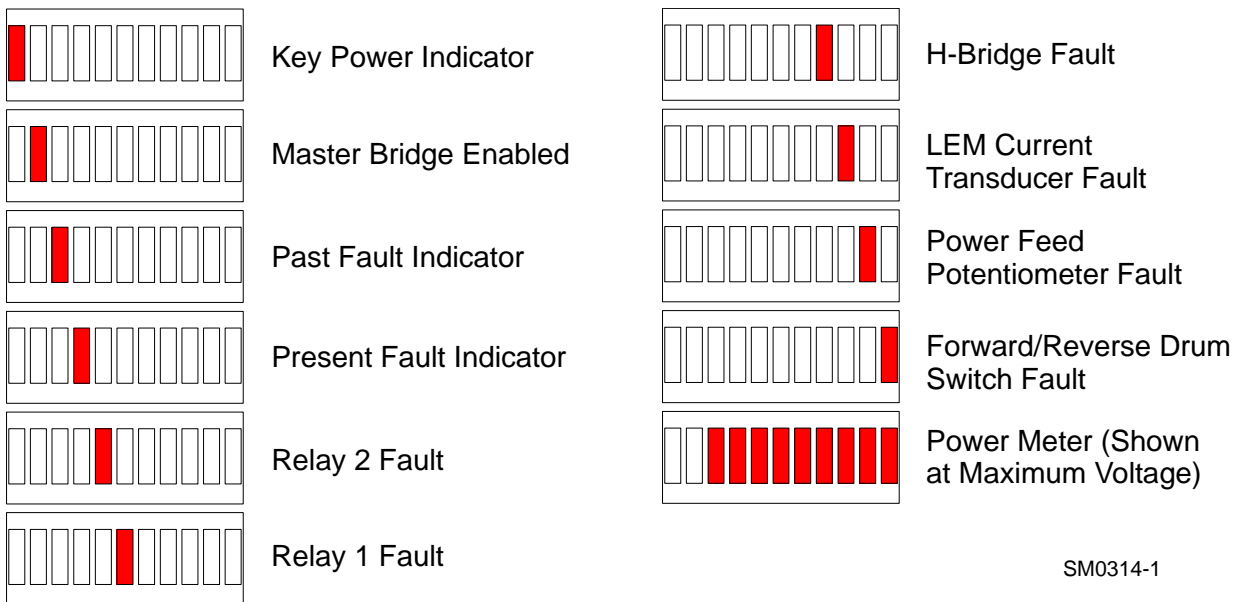 Key Power Indicator
Master Bridge Enabled
Past Fault Indicator
Present Fault Indicator
Relay 2 Fault
Relay 1 Fault
H-Bridge Fault
LEM Current
Transducer Fault
Power Feed
Potentiometer Fault
Forward/Reverse Drum
Switch Fault
Power Meter (Shown
at Maximum Voltage)
SM0314-1